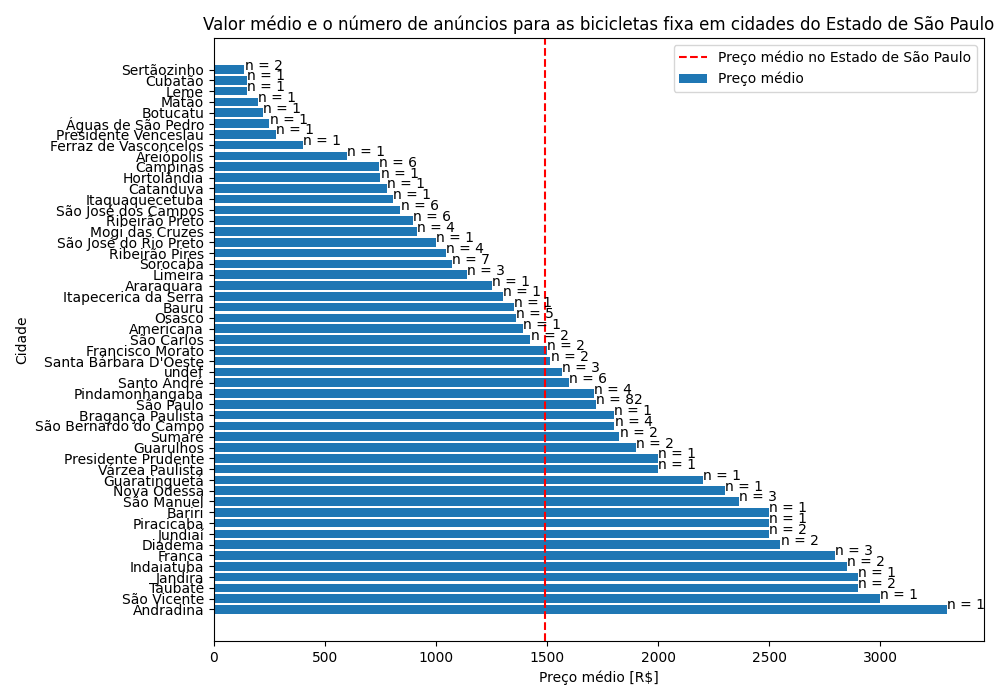 Valor médio e o número de anúncios para as bicicletas fixa em cidades do Estado de São Paulo
Preço médio no Estado de São Paulo
Preço médio
Sertãozinho n = 2
Cubatão n = 1
Leme n = 1
Matão n = 1
Botucatu n = 1
Águas de São Pedro n = 1
Presidente Venceslau n = 1
Ferraz de Vasconcelos n = 1
Areiópolis n = 1
Campinas n = 6
Hortolândia n = 1
Catanduva n = 1
Itaquaquecetuba n = 1
São José dos Campos n = 6
Ribeirão Preto n = 6
Mogi das Cruzes n = 4
São José do Rio Preto n = 1
Ribeirão Pires n = 4
Sorocaba n = 7
Limeira n = 3
Araraquara n = 1
Itapecerica da Serra n = 1
Bauru n = 1
Osasco n = 5
Americana n = 1
São Carlos n = 2
Francisco Morato n = 2
Santa Bárbara D'Oeste n = 2
undef n = 3
Santo André n = 6
Pindamonhangaba n = 4
São Paulo n = 82
Bragança Paulista n = 1
São Bernardo do Campo n = 4
Sumaré n = 2
Guarulhos n = 2
Presidente Prudente n = 1
Várzea Paulista n = 1
Guaratinguetá n = 1
Nova Odessa n = 1
São Manuel n = 3
Bariri n = 1
Piracicaba n = 1
Jundiaí n = 2
Diadema n = 2
Franca n = 3
Indaiatuba n = 2
Jandira n = 1
Taubaté n = 2
São Vicente n = 1
Andradina n = 1
Cidade
0 500 1000 1500 2000 2500 3000
Preço médio [R$]